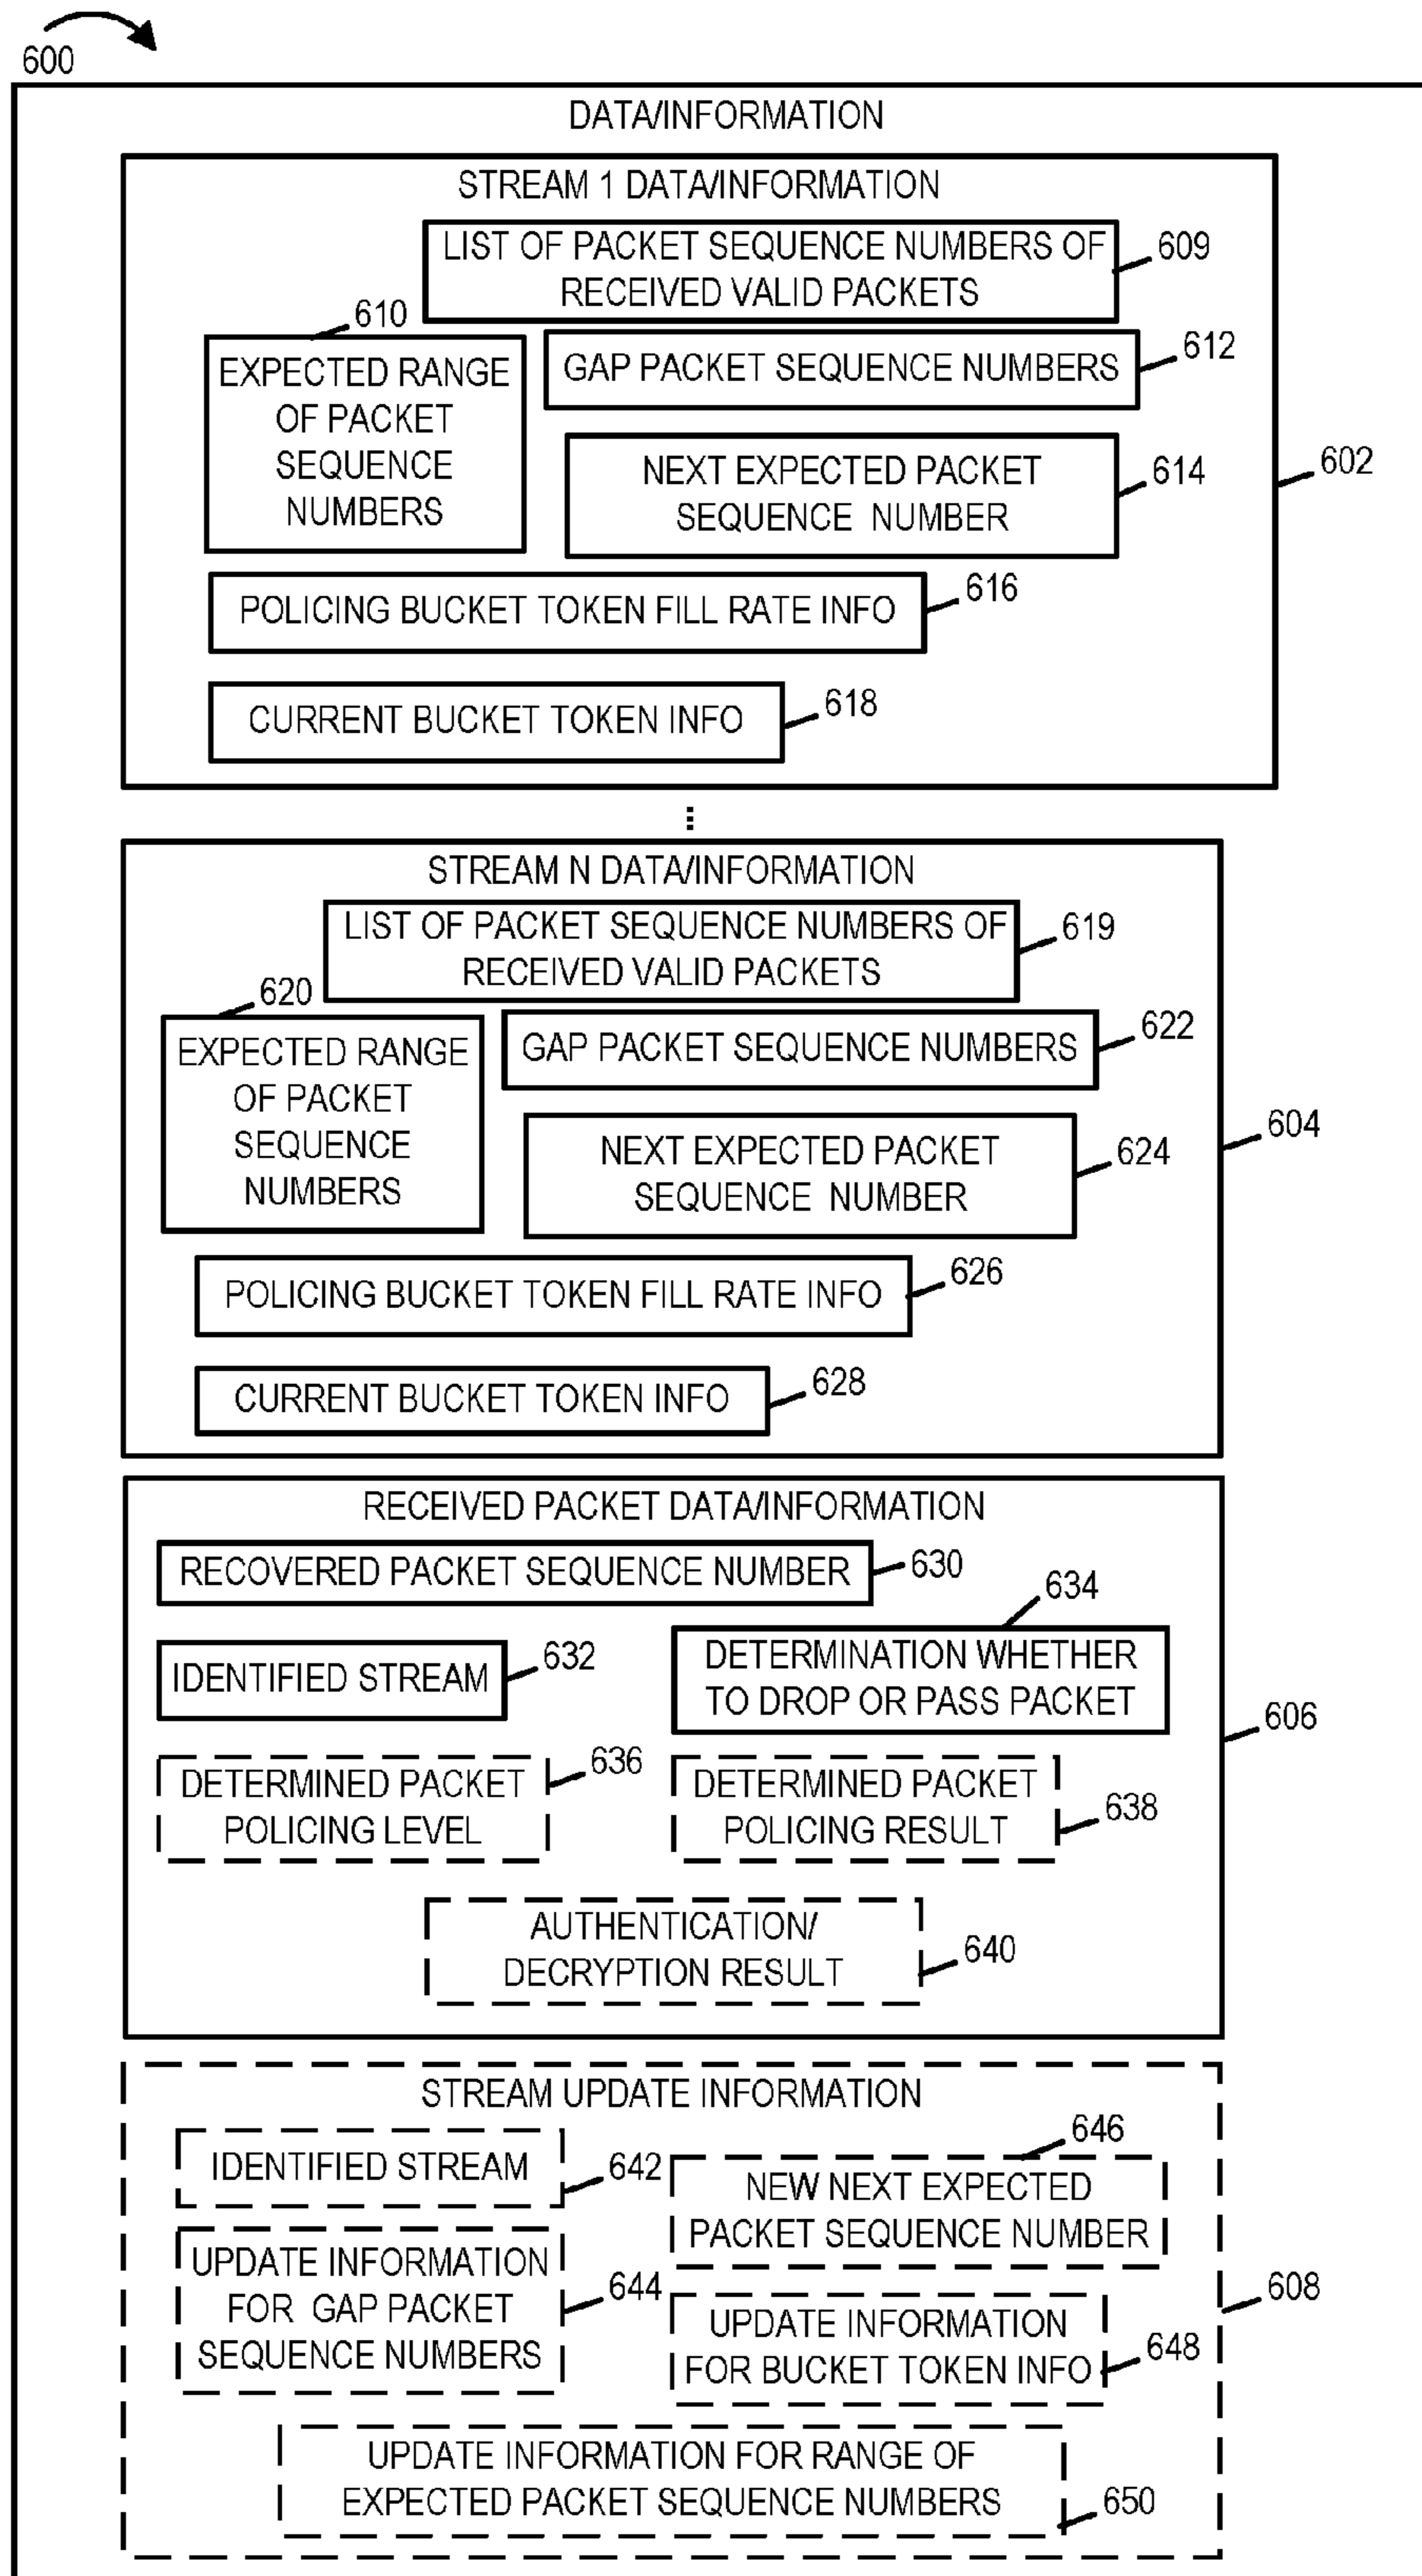 600
DATA/INFORMATION
STREAM 1 DATA/INFORMATION
LIST OF PACKET SEQUENCE NUMBERS OF
RECEIVED VALID PACKETS
609
610
EXPECTED RANGE
OF PACKET
SEQUENCE
NUMBERS
GAP PACKET SEQUENCE NUMBERS
612
NEXT EXPECTED PACKET
SEQUENCE NUMBER
614
602
POLICING BUCKET TOKEN FILL RATE INFO
616
CURRENT BUCKET TOKEN INFO
618
...
STREAM N DATA/INFORMATION
LIST OF PACKET SEQUENCE NUMBERS OF
RECEIVED VALID PACKETS
619
620
EXPECTED RANGE
OF PACKET
SEQUENCE
NUMBERS
GAP PACKET SEQUENCE NUMBERS
622
NEXT EXPECTED PACKET
SEQUENCE NUMBER
624
604
POLICING BUCKET TOKEN FILL RATE INFO
626
CURRENT BUCKET TOKEN INFO
628
RECEIVED PACKET DATA/INFORMATION
RECOVERED PACKET SEQUENCE NUMBER
630
634
IDENTIFIED STREAM
632
DETERMINATION WHETHER
TO DROP OR PASS PACKET
606
DETERMINED PACKET
POLICING LEVEL
636
DETERMINED PACKET
POLICING RESULT
638
AUTHENTICATION/
DECRYPTION RESULT
640
STREAM UPDATE INFORMATION
IDENTIFIED STREAM
642
646
NEW NEXT EXPECTED
PACKET SEQUENCE NUMBER
UPDATE INFORMATION
FOR GAP PACKET
SEQUENCE NUMBERS
644
608
UPDATE INFORMATION
FOR BUCKET TOKEN INFO
648
UPDATE INFORMATION FOR RANGE OF
EXPECTED PACKET SEQUENCE NUMBERS
650